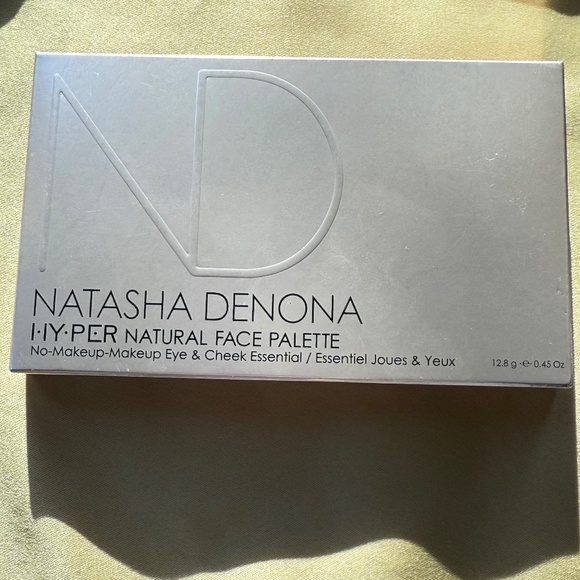 ND
NATASHA DENONA
I·IY·PER NATURAL FACE PALETTE
No-Makeup-Makeup Eye & Cheek Essential / Essentiel Joues & Yeux
12.8 g ·e· 0.45 Oz